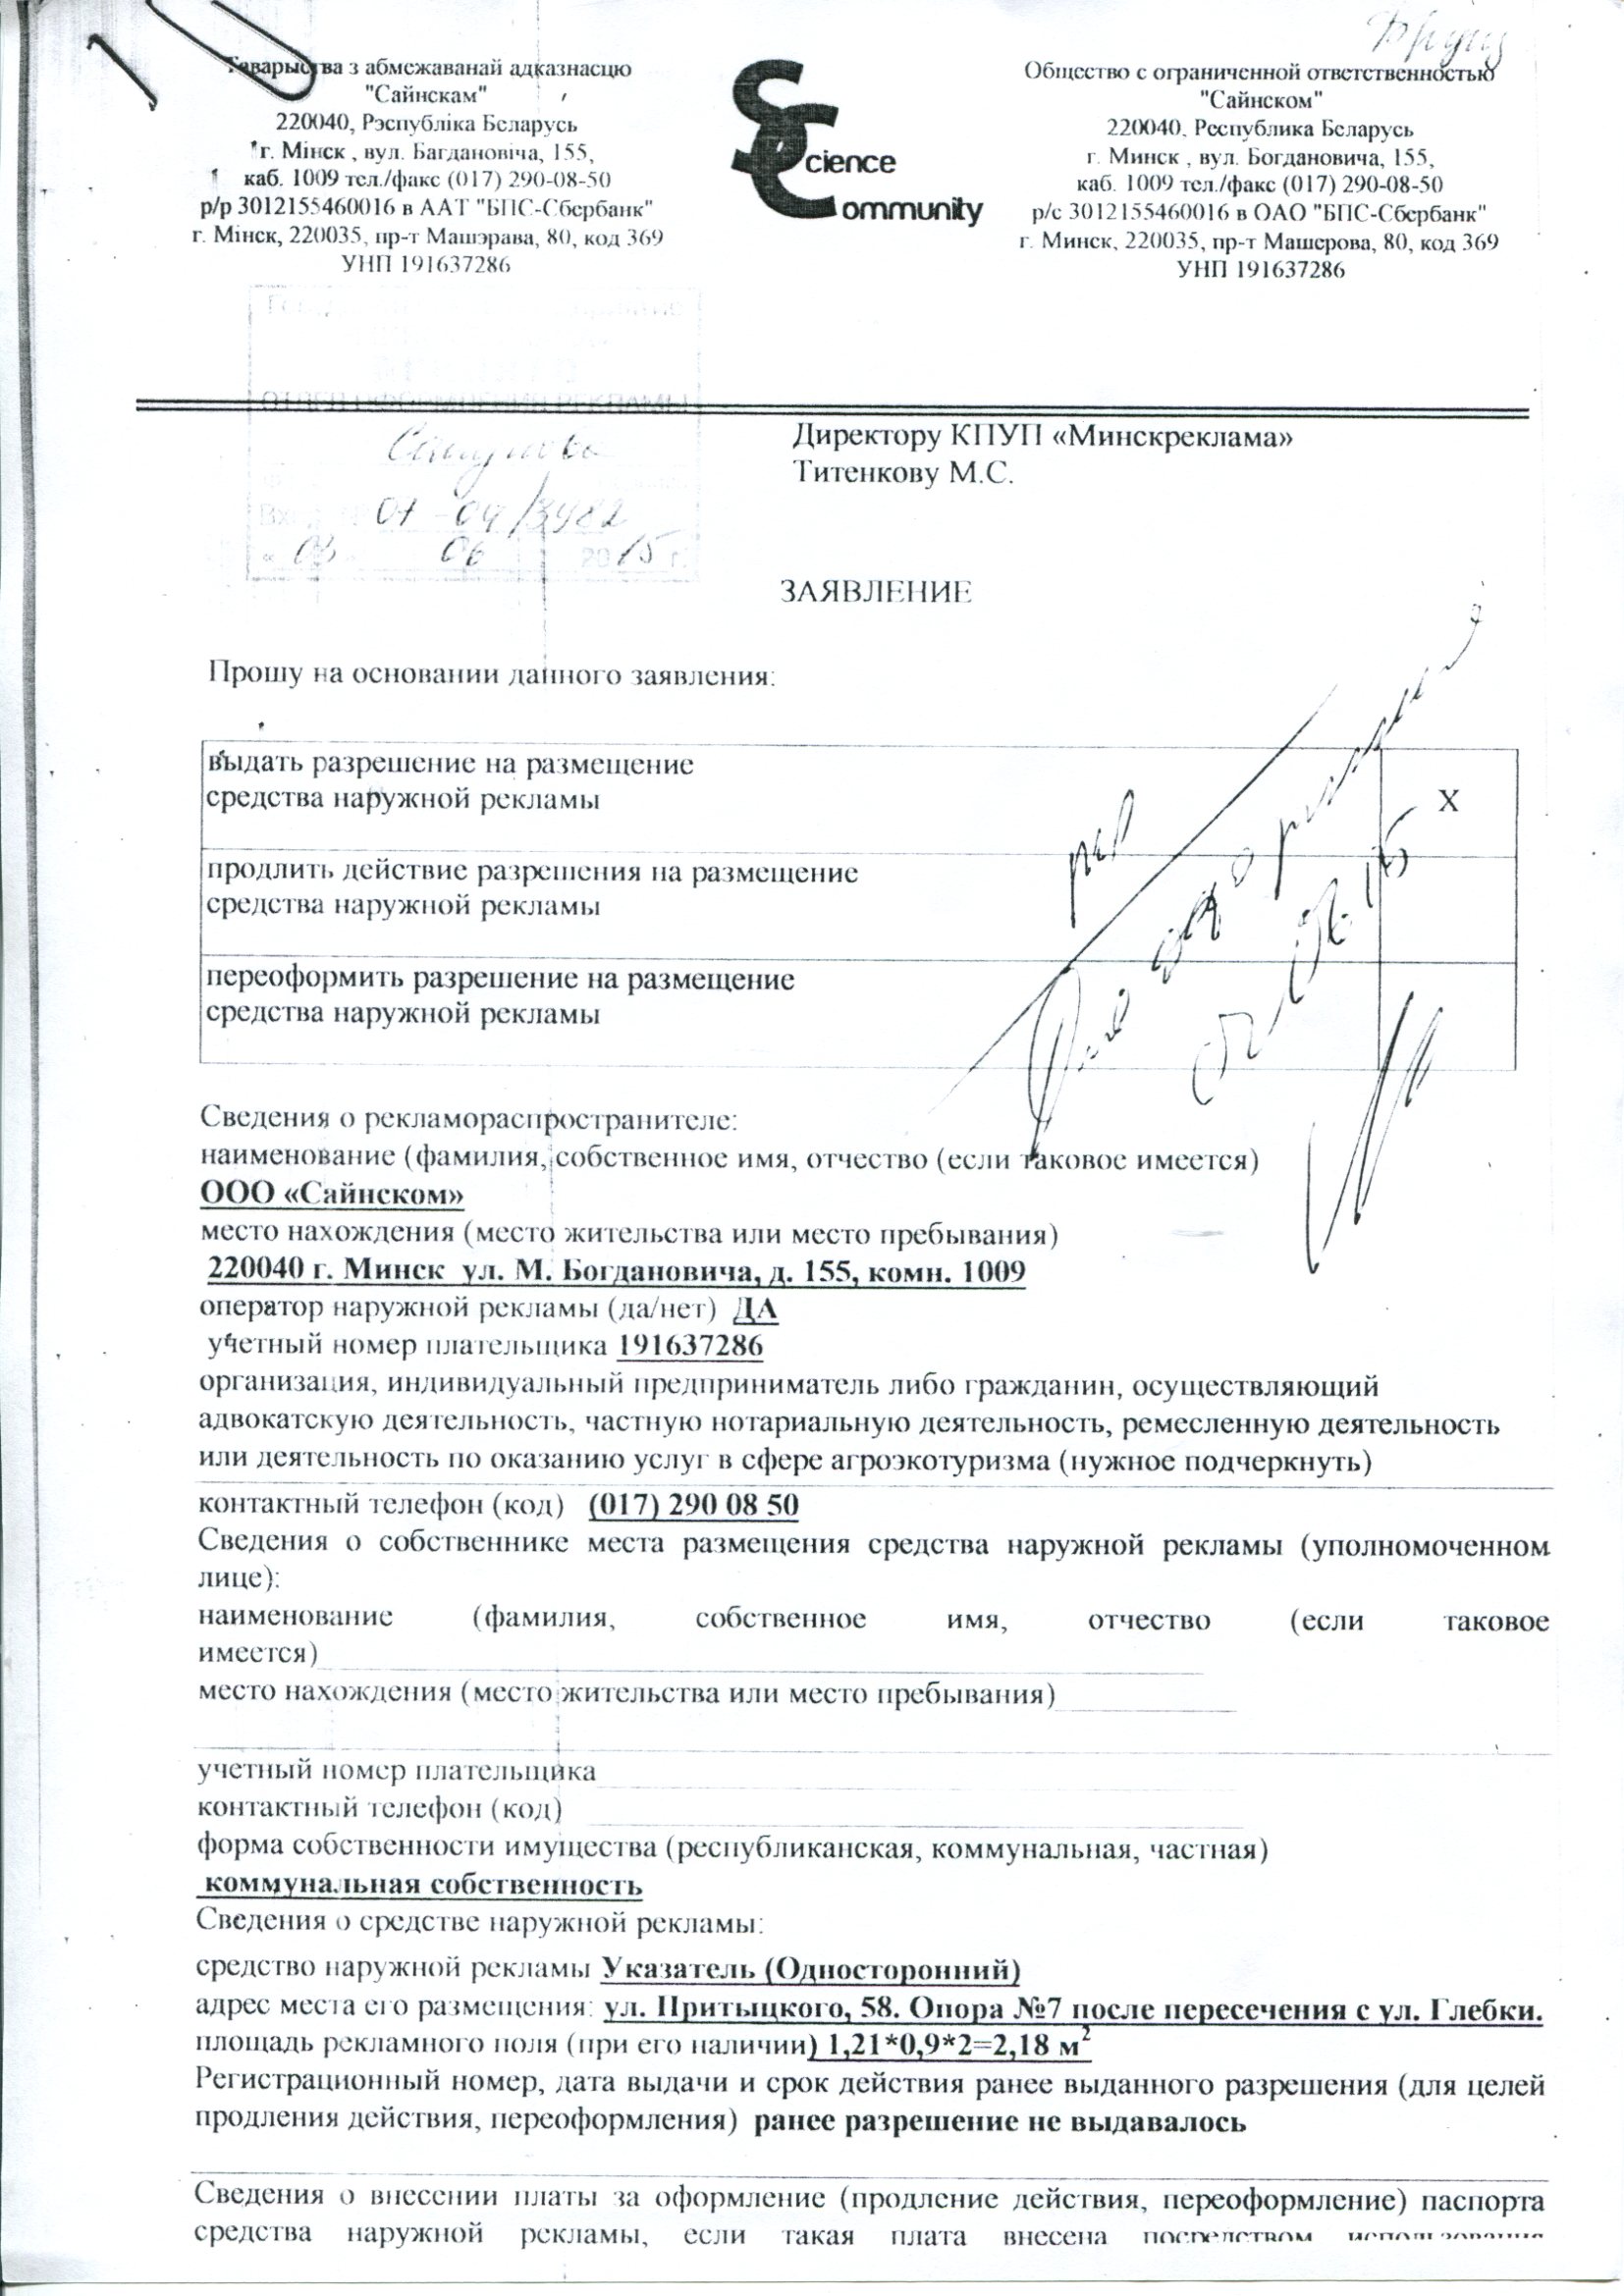 Таварыства з абмежаванай адказнасцю
"Сайнскам"
220040, Рэспубліка Беларусь
г. Мінск , вул. Багдановіча, 155,
каб. 1009 тел./факс (017) 290-08-50
р/р 3012155460016 в ААТ "БПС-Сбербанк"
г. Мінск, 220035, пр-т Машэрава, 80, код 369
УНП 191637286
Science
Community
Общество с ограниченной ответственностью
"Сайнском"
220040, Республика Беларусь
г. Минск , вул. Богдановича, 155,
каб. 1009 тел./факс (017) 290-08-50
р/с 3012155460016 в ОАО "БПС-Сбербанк"
г. Минск, 220035, пр-т Машерова, 80, код 369
УНП 191637286
01-04/3482
« 03 06 2015 г.
Директору КПУП «Минскреклама»
Титенкову М.С.
ЗАЯВЛЕНИЕ
Прошу на основании данного заявления:
выдать разрешение на размещение
средства наружной рекламы
X
продлить действие разрешения на размещение
средства наружной рекламы
переоформить разрешение на размещение
средства наружной рекламы
Сведения о рекламораспространителе:
наименование (фамилия, собственное имя, отчество (если таковое имеется)
ООО «Сайнском»
место нахождения (место жительства или место пребывания)
220040 г. Минск ул. М. Богдановича, д. 155, комн. 1009
оператор наружной рекламы (да/нет) ДА
учетный номер плательщика 191637286
организация, индивидуальный предприниматель либо гражданин, осуществляющий
адвокатскую деятельность, частную нотариальную деятельность, ремесленную деятельность
или деятельность по оказанию услуг в сфере агроэкотуризма (нужное подчеркнуть)
контактный телефон (код) (017) 290 08 50
Сведения о собственнике места размещения средства наружной рекламы (уполномоченном
лице):
наименование (фамилия, собственное имя, отчество (если таковое
имеется)
место нахождения (место жительства или место пребывания)
учетный номер плательщика
контактный телефон (код)
форма собственности имущества (республиканская, коммунальная, частная)
коммунальная собственность
Сведения о средстве наружной рекламы:
средство наружной рекламы Указатель (Односторонний)
адрес места его размещения: ул. Притыцкого, 58. Опора №7 после пересечения с ул. Глебки.
площадь рекламного поля (при его наличии) 1,21*0,9*2=2,18 м²
Регистрационный номер, дата выдачи и срок действия ранее выданного разрешения (для целей
продления действия, переоформления) ранее разрешение не выдавалось
Сведения о внесении платы за оформление (продление действия, переоформление) паспорта
средства наружной рекламы, если такая плата внесена посредством использования